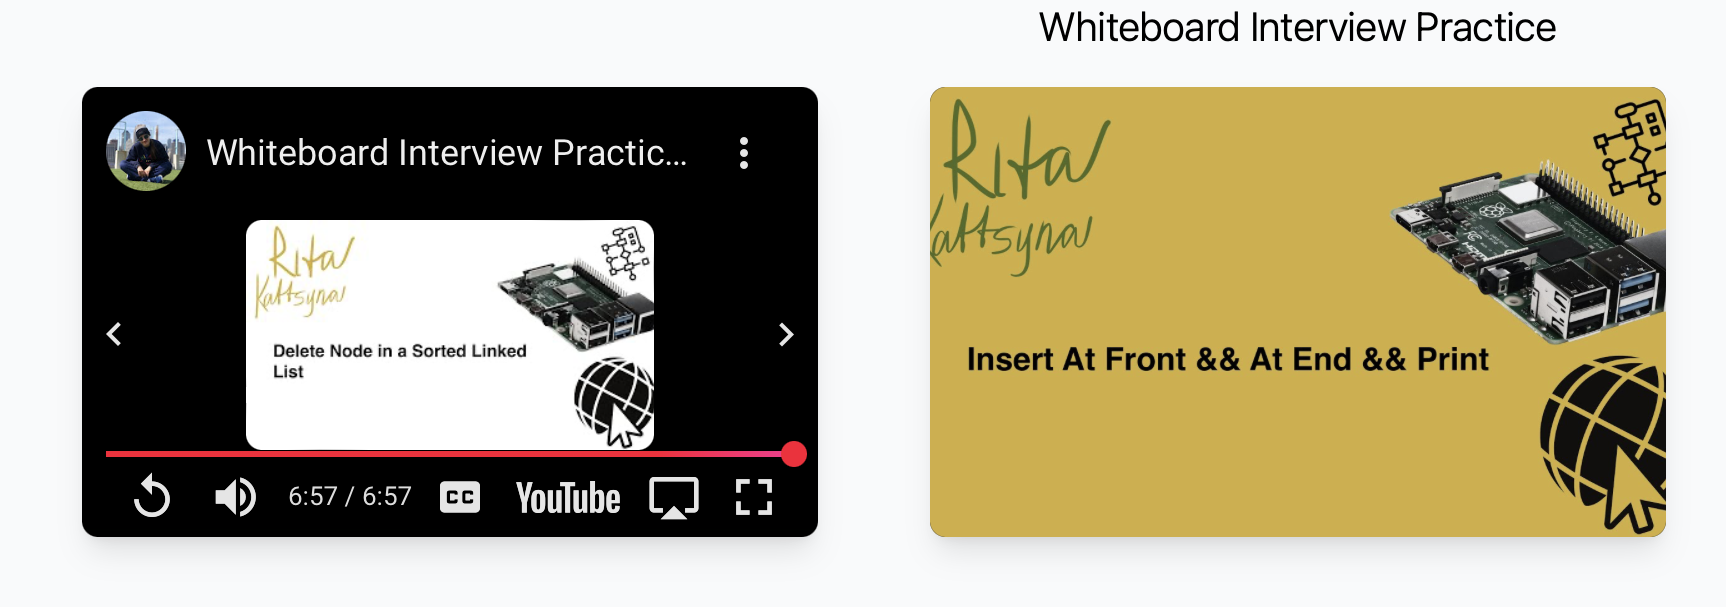 Whiteboard Interview Practice
Whiteboard Interview Practic...
Rita
Kattsyna
Delete Node in a Sorted Linked
List
6:57 / 6:57
CC
YouTube
Rita
Kattsyna
Insert At Front && At End && Print